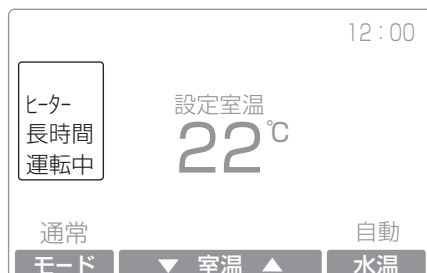 12:00
ﾋｰﾀｰ
長時間
運転中
設定室温
22℃
通常
自動
モード
▼ 室温 ▲
水温